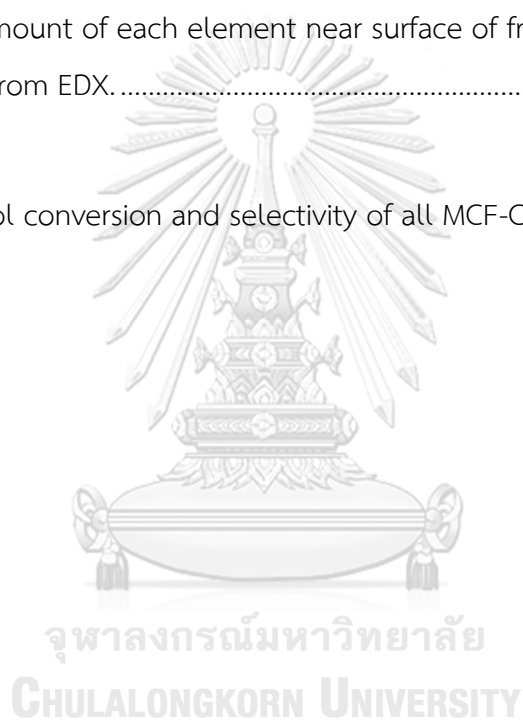 mount of each element near surface of fr
rom EDX. ............................................................
ol conversion and selectivity of all MCF-C
จุฬาลงกรณ์มหาวิทยาลัย
CHULALONGKORN UNIVERSITY